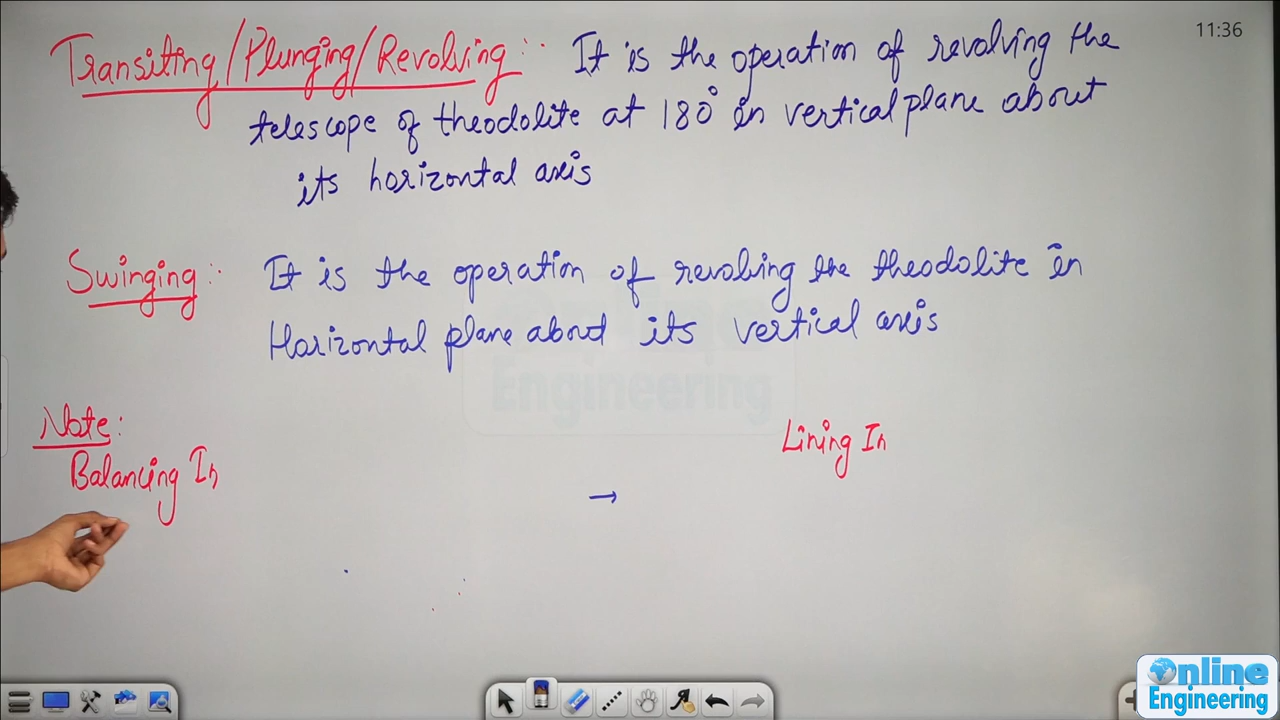 11:36
Transiting/Plunging/Revolving:- It is the operation of revolving the
telescope of theodolite at 180° in vertical plane about
its horizontal axis
Swinging:- It is the operation of revolving the theodolite in
Horizontal plane about its vertical axis
Engineering
Note:
Balancing In
Lining In
→
Online
Engineering